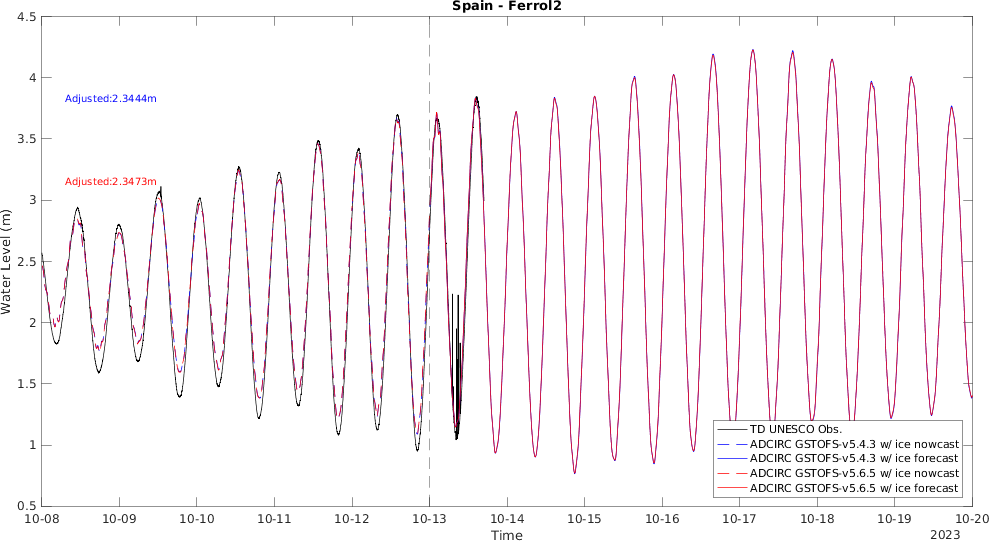 Spain - Ferrol2
Water Level (m)
4.5
4
3.5
3
2.5
2
1.5
1
0.5
Adjusted:2.3444m
Adjusted:2.3473m
TD UNESCO Obs.
ADCIRC GSTOFS-v5.4.3 w/ ice nowcast
ADCIRC GSTOFS-v5.4.3 w/ ice forecast
ADCIRC GSTOFS-v5.6.5 w/ ice nowcast
ADCIRC GSTOFS-v5.6.5 w/ ice forecast
10-08 10-09 10-10 10-11 10-12 10-13 10-14 10-15 10-16 10-17 10-18 10-19 10-20
Time
2023